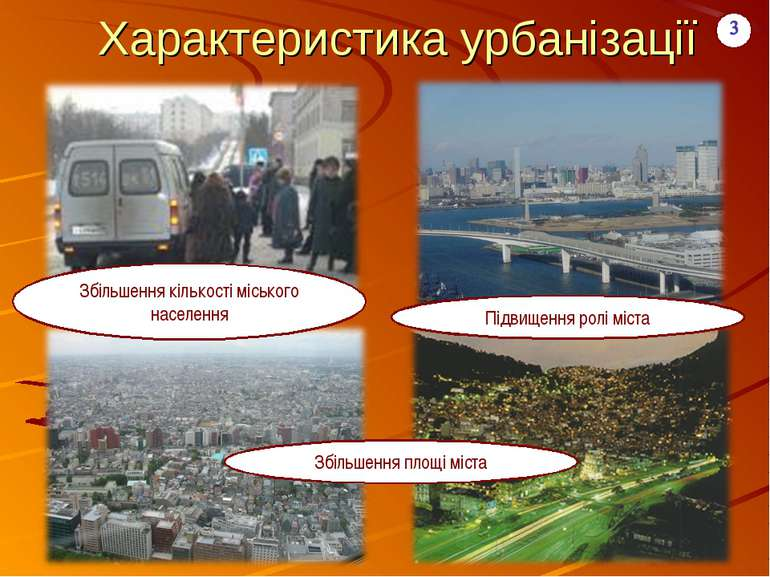 Характеристика урбанізації
3
Збільшення кількості міського
населення
Підвищення ролі міста
Збільшення площі міста